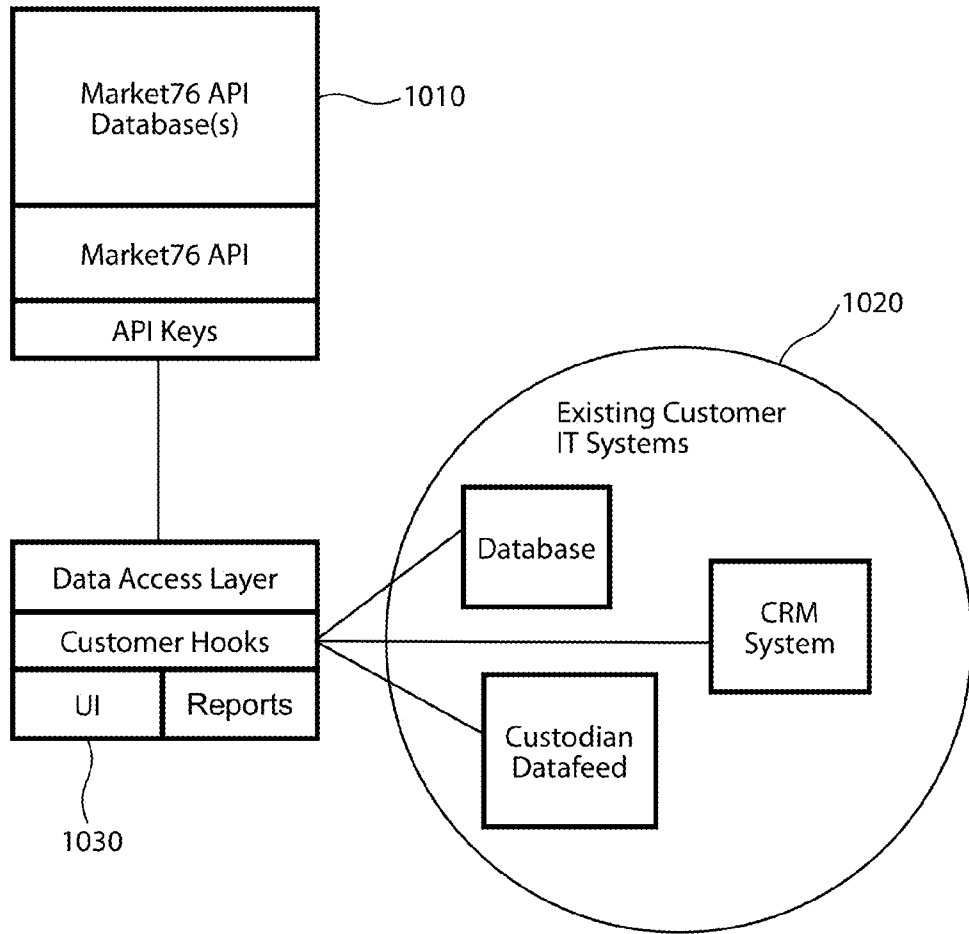 Market76 API
Database(s)
1010
Market76 API
API Keys
1020
Existing Customer
IT Systems
Database
CRM
System
Custodian
Datafeed
Data Access Layer
Customer Hooks
UI
Reports
1030